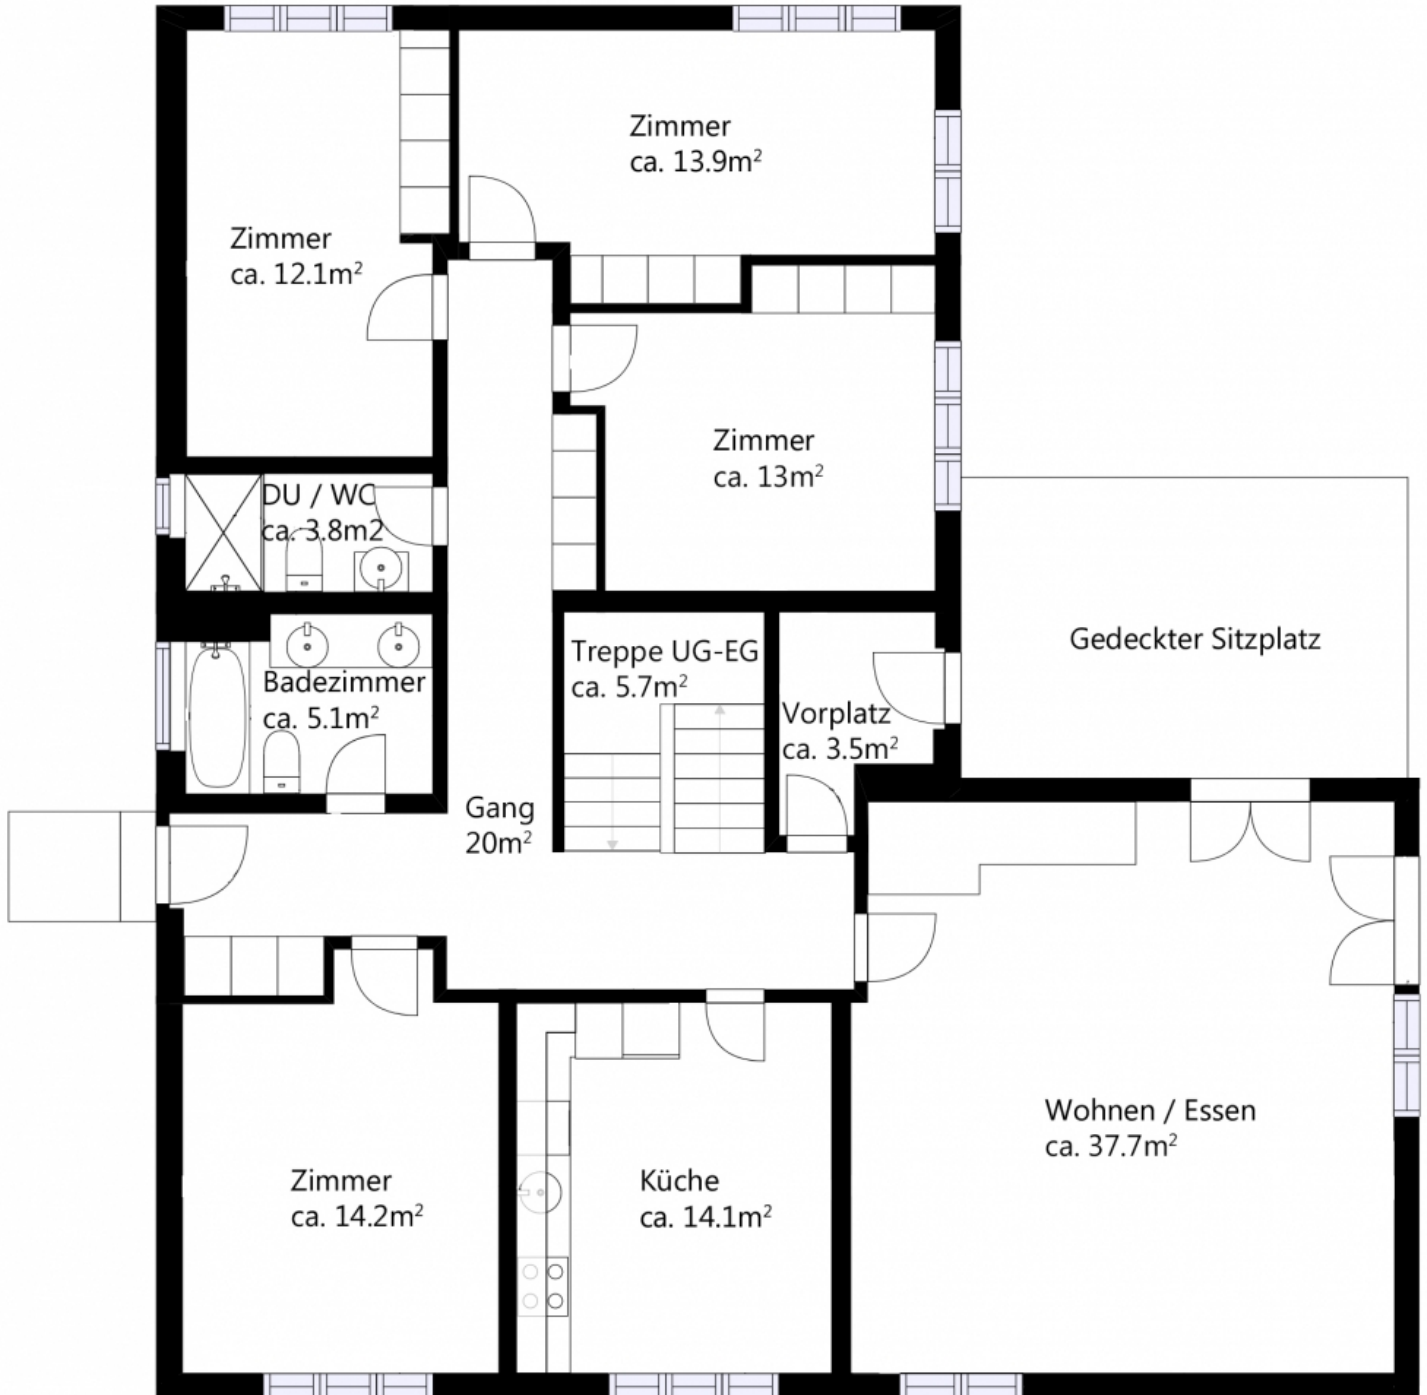 Zimmer
ca. 13.9m²
Zimmer
ca. 12.1m²
Zimmer
ca. 13m²
DU / WC
ca. 3.8m2
Treppe UG-EG
ca. 5.7m²
Gedeckter Sitzplatz
Badezimmer
ca. 5.1m²
Vorplatz
ca. 3.5m²
Gang
20m²
Wohnen / Essen
ca. 37.7m²
Zimmer
ca. 14.2m²
Küche
ca. 14.1m²